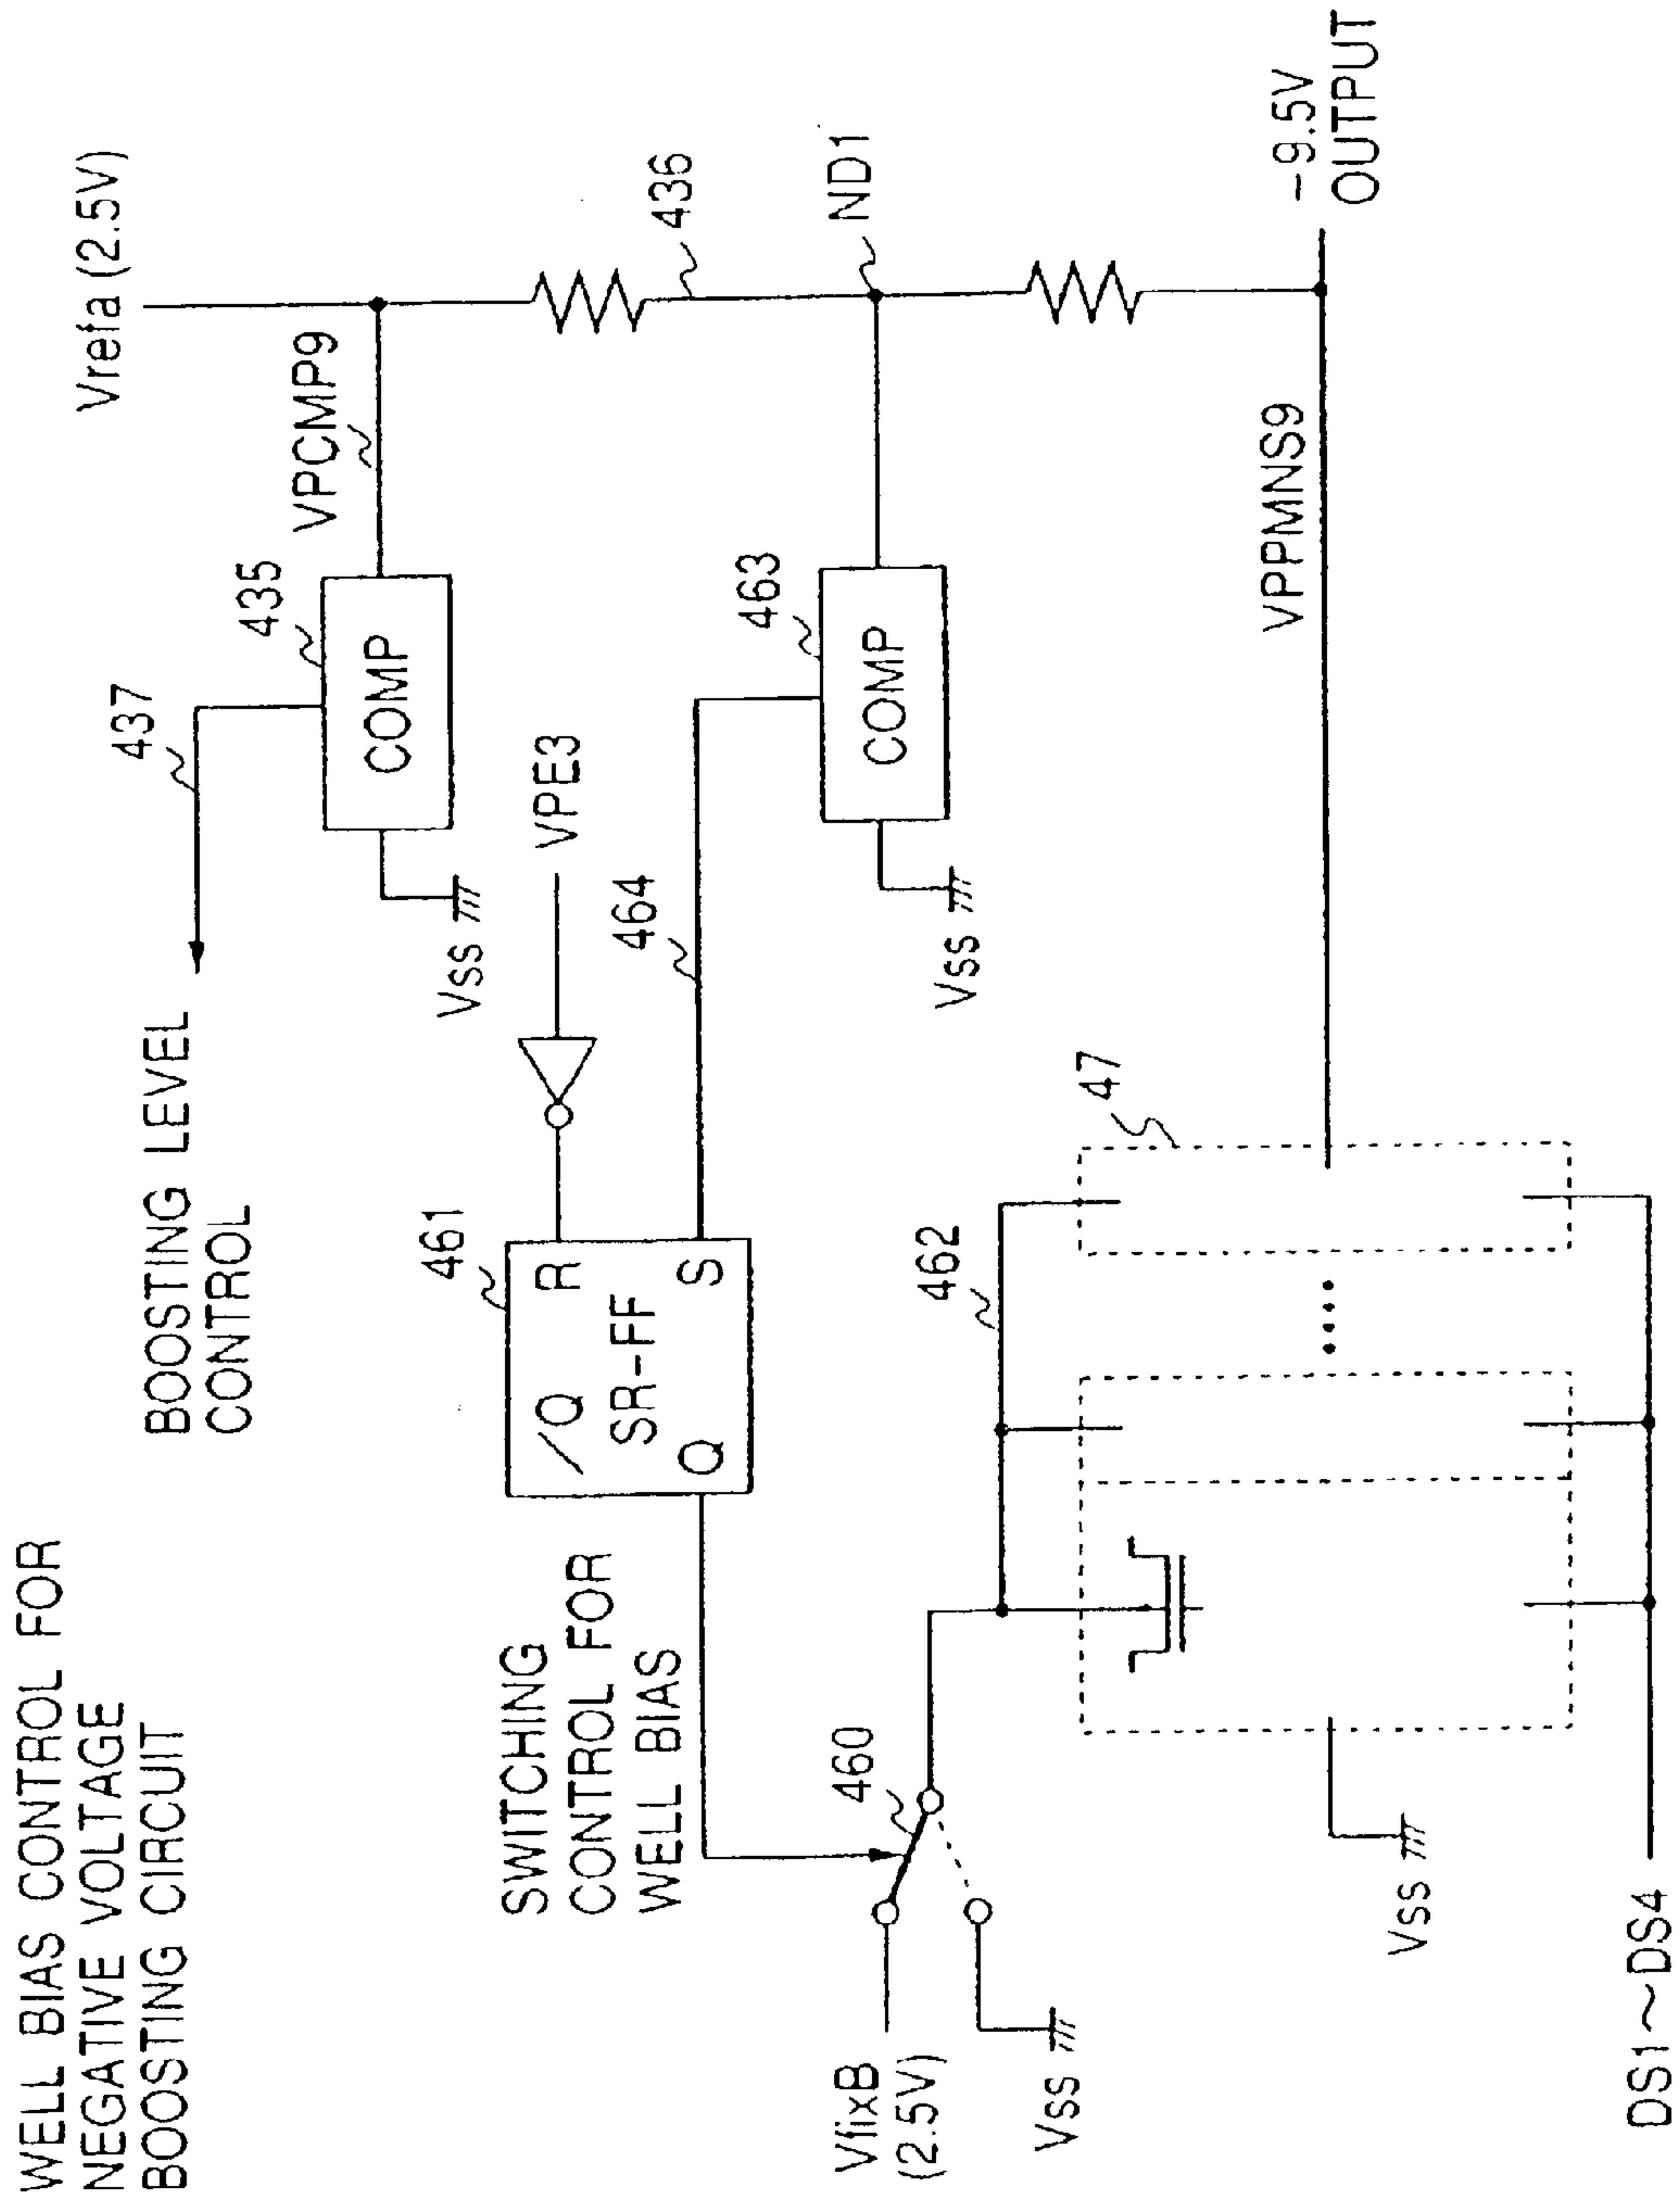 WELL BIAS CONTROL FOR
NEGATIVE VOLTAGE
BOOSTING CIRCUIT
BOOSTING LEVEL
CONTROL
437
435
VPCMP9
Vrefa (2.5V)
COMP
Vss
436
VPE3
461
/Q
R
SR-FF
Q
S
464
463
COMP
Vss
ND1
SWITCHING
CONTROL FOR
WELL BIAS
460
VfixB
(2.5V)
Vss
462
47
VPPMNS9
-9.5V
OUTPUT
Vss
DS1~DS4